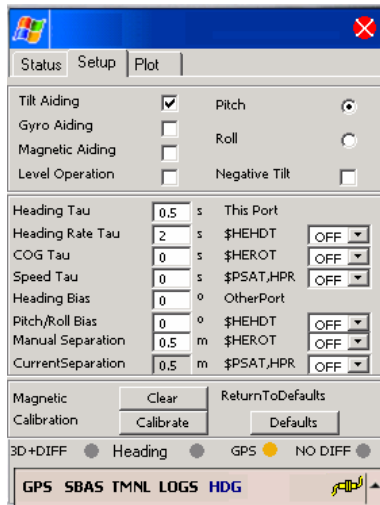 Status Setup Plot
Tilt Aiding Pitch
Gyro Aiding
Roll
Magnetic Aiding
Level Operation Negative Tilt
Heading Tau 0.5 s This Port
Heading Rate Tau 2 s $HEHDT OFF
COG Tau 0 s $HEROT OFF
Speed Tau 0 s $PSAT,HPR OFF
Heading Bias 0 º OtherPort
Pitch/Roll Bias 0 º $HEHDT OFF
Manual Separation 0.5 m $HEROT OFF
CurrentSeparation 0.5 m $PSAT,HPR OFF
Magnetic Clear ReturnToDefaults
Calibration Calibrate Defaults
3D+DIFF Heading GPS NO DIFF
GPS SBAS TMNL LOGS HDG